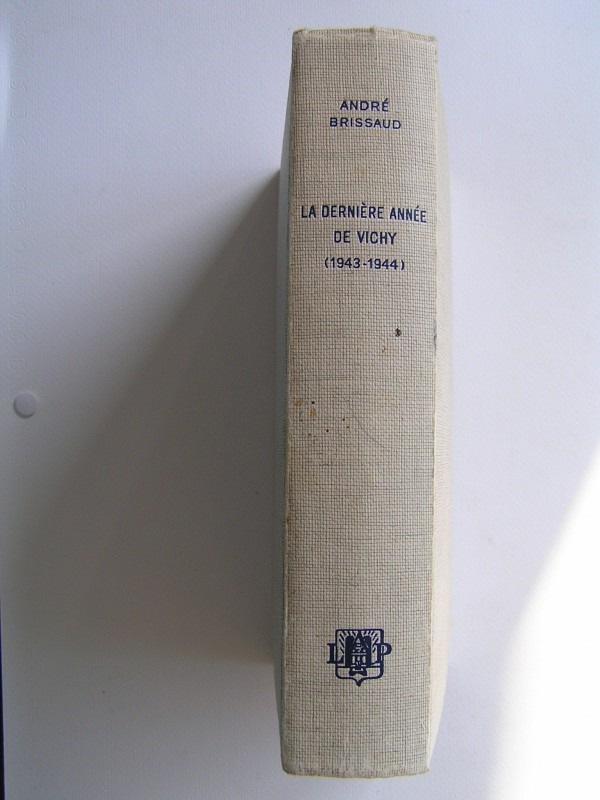 ANDRÉ
BRISSAUD
LA DERNIÈRE ANNÉE
DE VICHY
(1943-1944)
L P